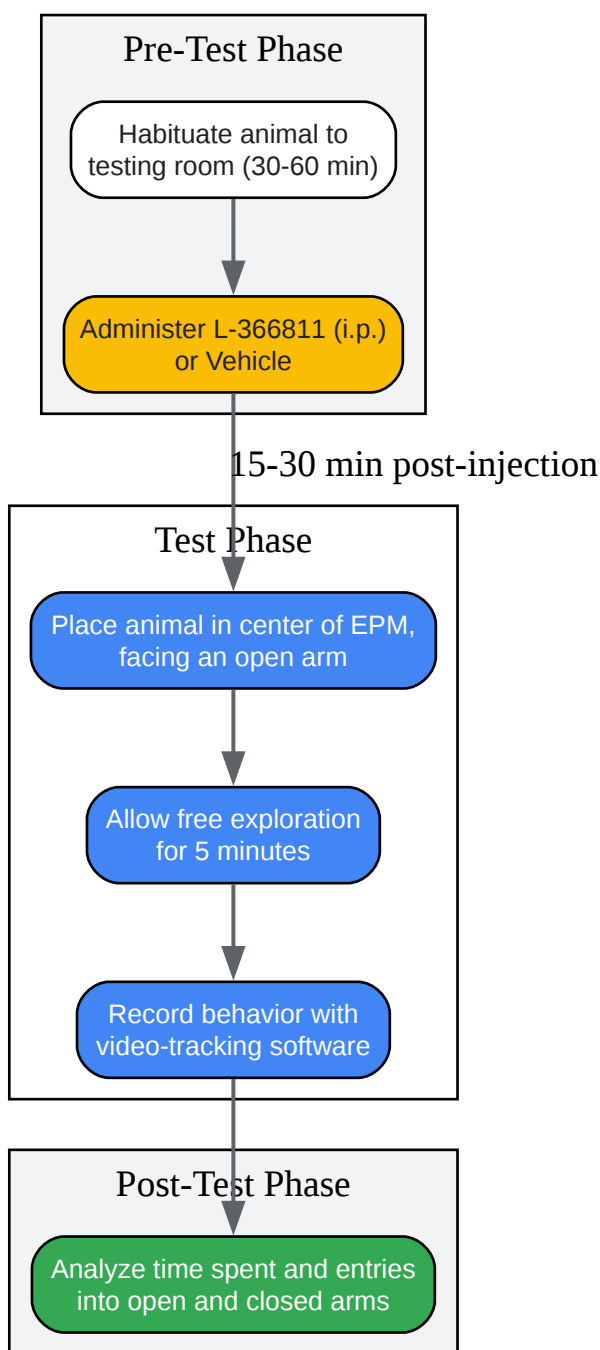 Pre-Test Phase
Habituate animal to
testing room (30-60 min)
Administer L-366811 (i.p.)
or Vehicle
15-30 min post-injection
Test Phase
Place animal in center of EPM,
facing an open arm
Allow free exploration
for 5 minutes
Record behavior with
video-tracking software
Post-Test Phase
Analyze time spent and entries
into open and closed arms